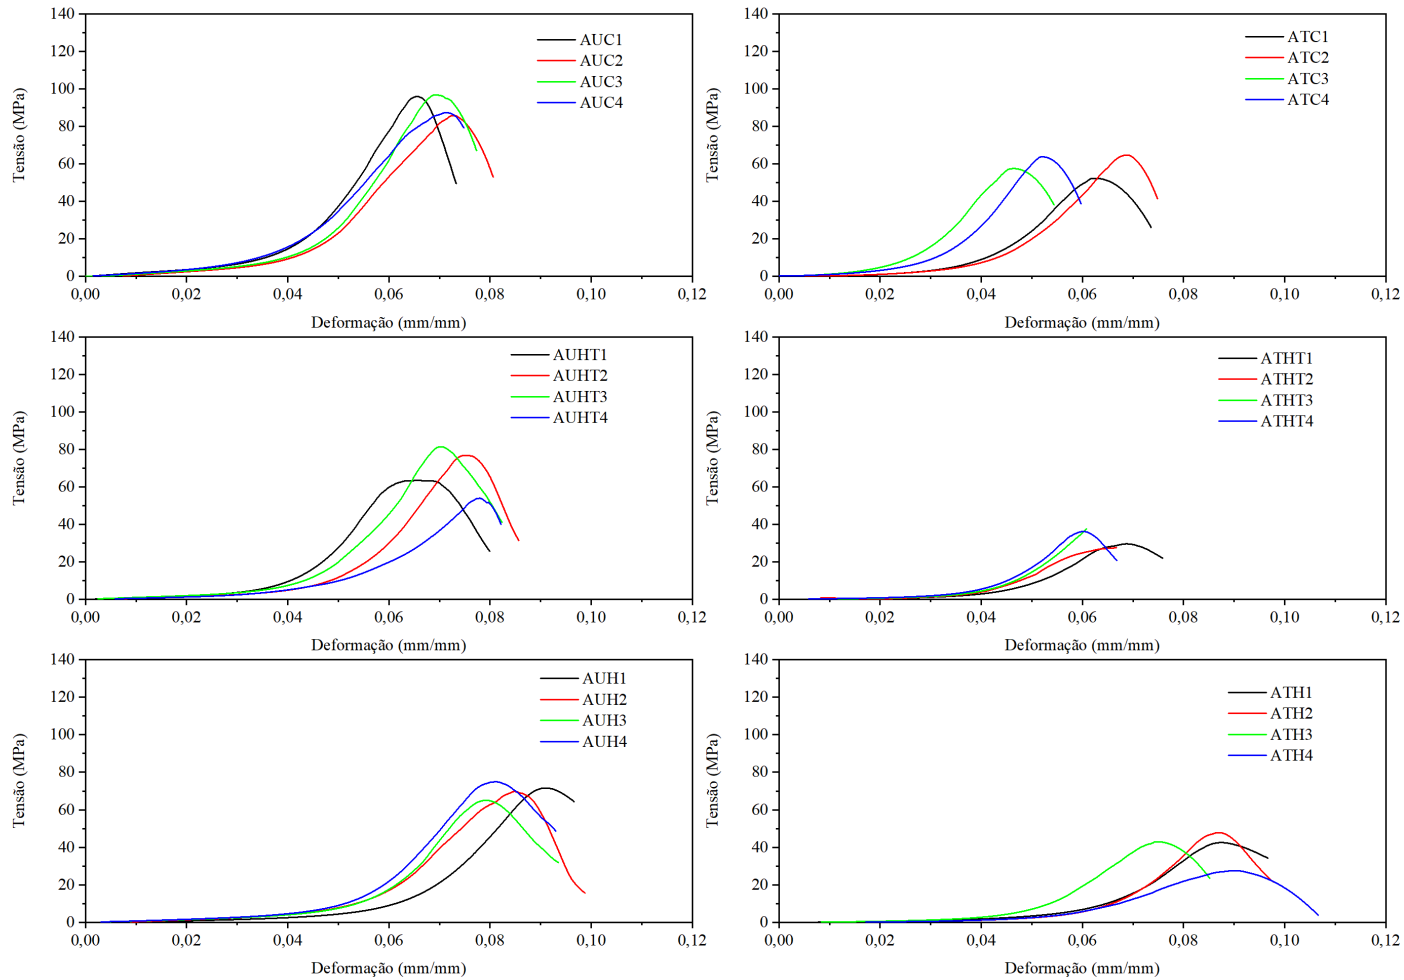 140
120
100
80
60
40
20
0
Tensão (MPa)
AUC1
AUC2
AUC3
AUC4
0,00 0,02 0,04 0,06 0,08 0,10 0,12
Deformação (mm/mm)
140
120
100
80
60
40
20
0
Tensão (MPa)
ATC1
ATC2
ATC3
ATC4
0,00 0,02 0,04 0,06 0,08 0,10 0,12
Deformação (mm/mm)
140
120
100
80
60
40
20
0
Tensão (MPa)
AUHT1
AUHT2
AUHT3
AUHT4
0,00 0,02 0,04 0,06 0,08 0,10 0,12
Deformação (mm/mm)
140
120
100
80
60
40
20
0
Tensão (MPa)
ATHT1
ATHT2
ATHT3
ATHT4
0,00 0,02 0,04 0,06 0,08 0,10 0,12
Deformação (mm/mm)
140
120
100
80
60
40
20
0
Tensão (MPa)
AUH1
AUH2
AUH3
AUH4
0,00 0,02 0,04 0,06 0,08 0,10 0,12
Deformação (mm/mm)
140
120
100
80
60
40
20
0
Tensão (MPa)
ATH1
ATH2
ATH3
ATH4
0,00 0,02 0,04 0,06 0,08 0,10 0,12
Deformação (mm/mm)